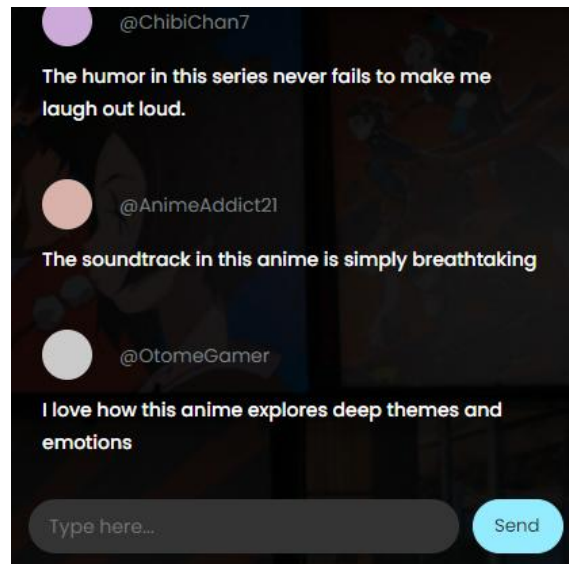 @ChibiChan7
The humor in this series never fails to make me
laugh out loud.
@AnimeAddict21
The soundtrack in this anime is simply breathtaking
@OtomeGamer
I love how this anime explores deep themes and
emotions
Type here...
Send